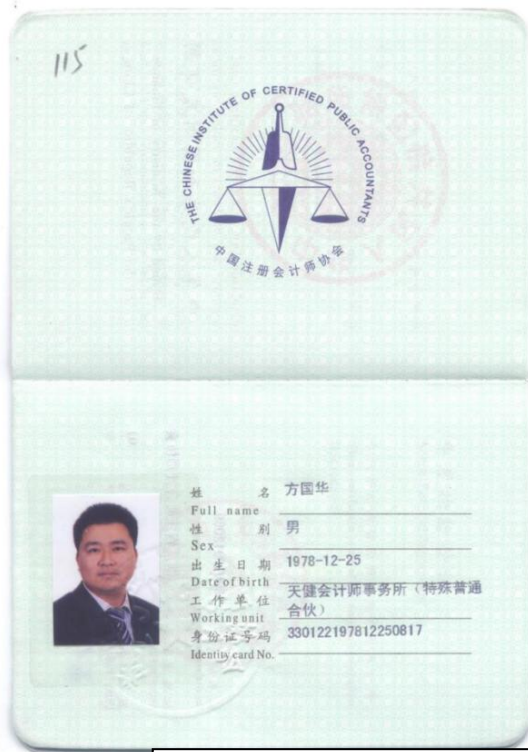 115
THE CHINESE INSTITUTE OF CERTIFIED PUBLIC ACCOUNTANTS
中国注册会计师协会
姓 名 方国华
Full name
性 别 男
Sex
出 生 日 期 1978-12-25
Date of birth
工 作 单 位 天健会计师事务所（特殊普通
Working unit 合伙）
身份证号码 330122197812250817
Identity card No.